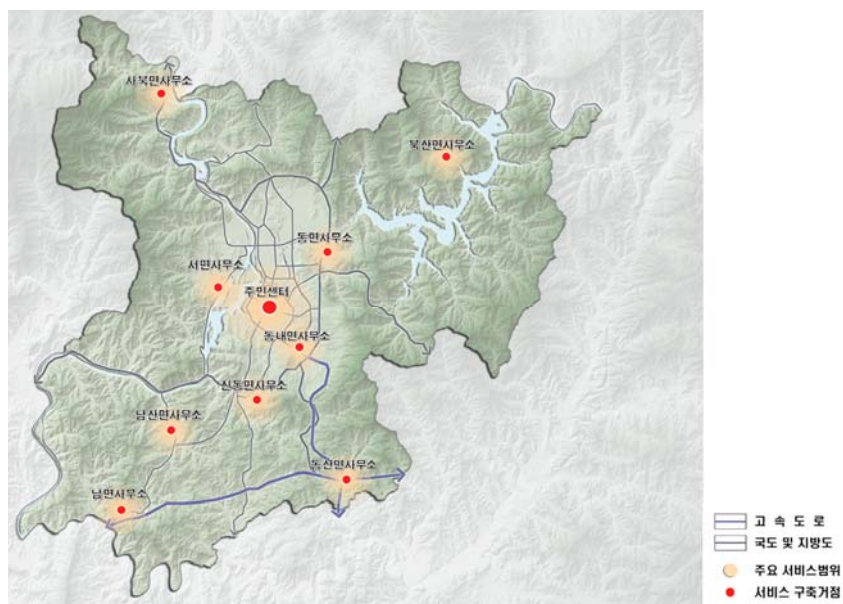 사북면사무소
북산면사무소
동면사무소
서면사무소
주민센터
동내면사무소
신동면사무소
남산면사무소
동산면사무소
남면사무소
고 속 도 로
국도 및 지방도
주요 서비스범위
서비스 구축거점